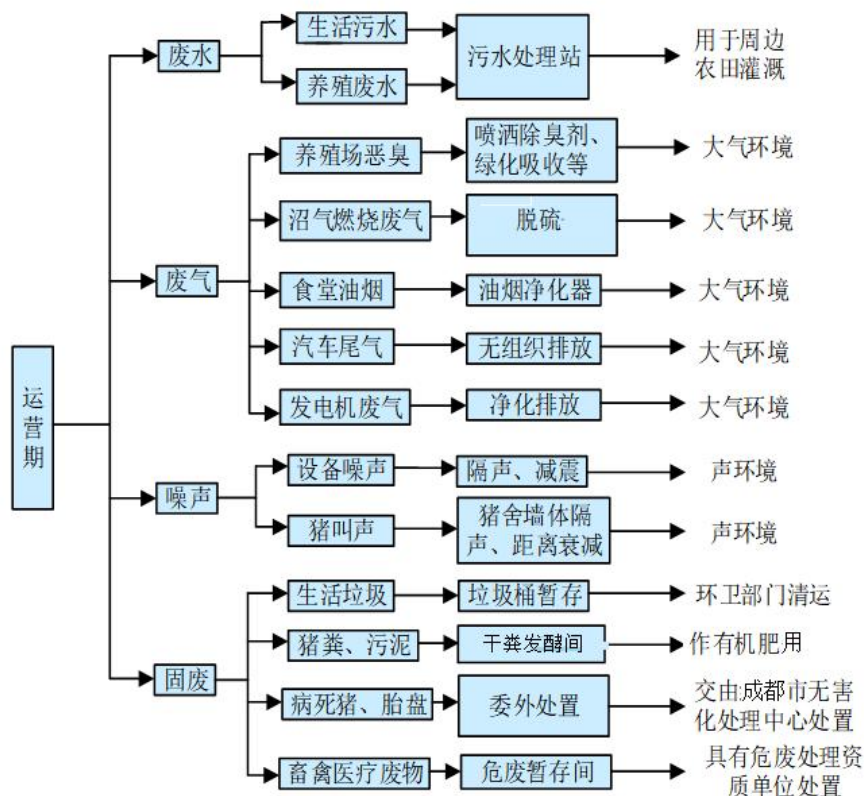 生活污水
废水
养殖废水
污水处理站
用于周边
农田灌溉
养殖场恶臭
喷洒除臭剂、
绿化吸收等
大气环境
沼气燃烧废气
脱硫
大气环境
废气
食堂油烟
油烟净化器
大气环境
汽车尾气
无组织排放
大气环境
发电机废气
净化排放
大气环境
运
营
期
设备噪声
隔声、减震
声环境
噪声
猪叫声
猪舍墙体隔
声、距离衰减
声环境
生活垃圾
垃圾桶暂存
环卫部门清运
猪粪、污泥
干粪发酵间
作有机肥用
固废
病死猪、胎盘
委外处置
交由成都市无害
化处理中心处置
畜禽医疗废物
危废暂存间
具有危废处理资
质单位处置